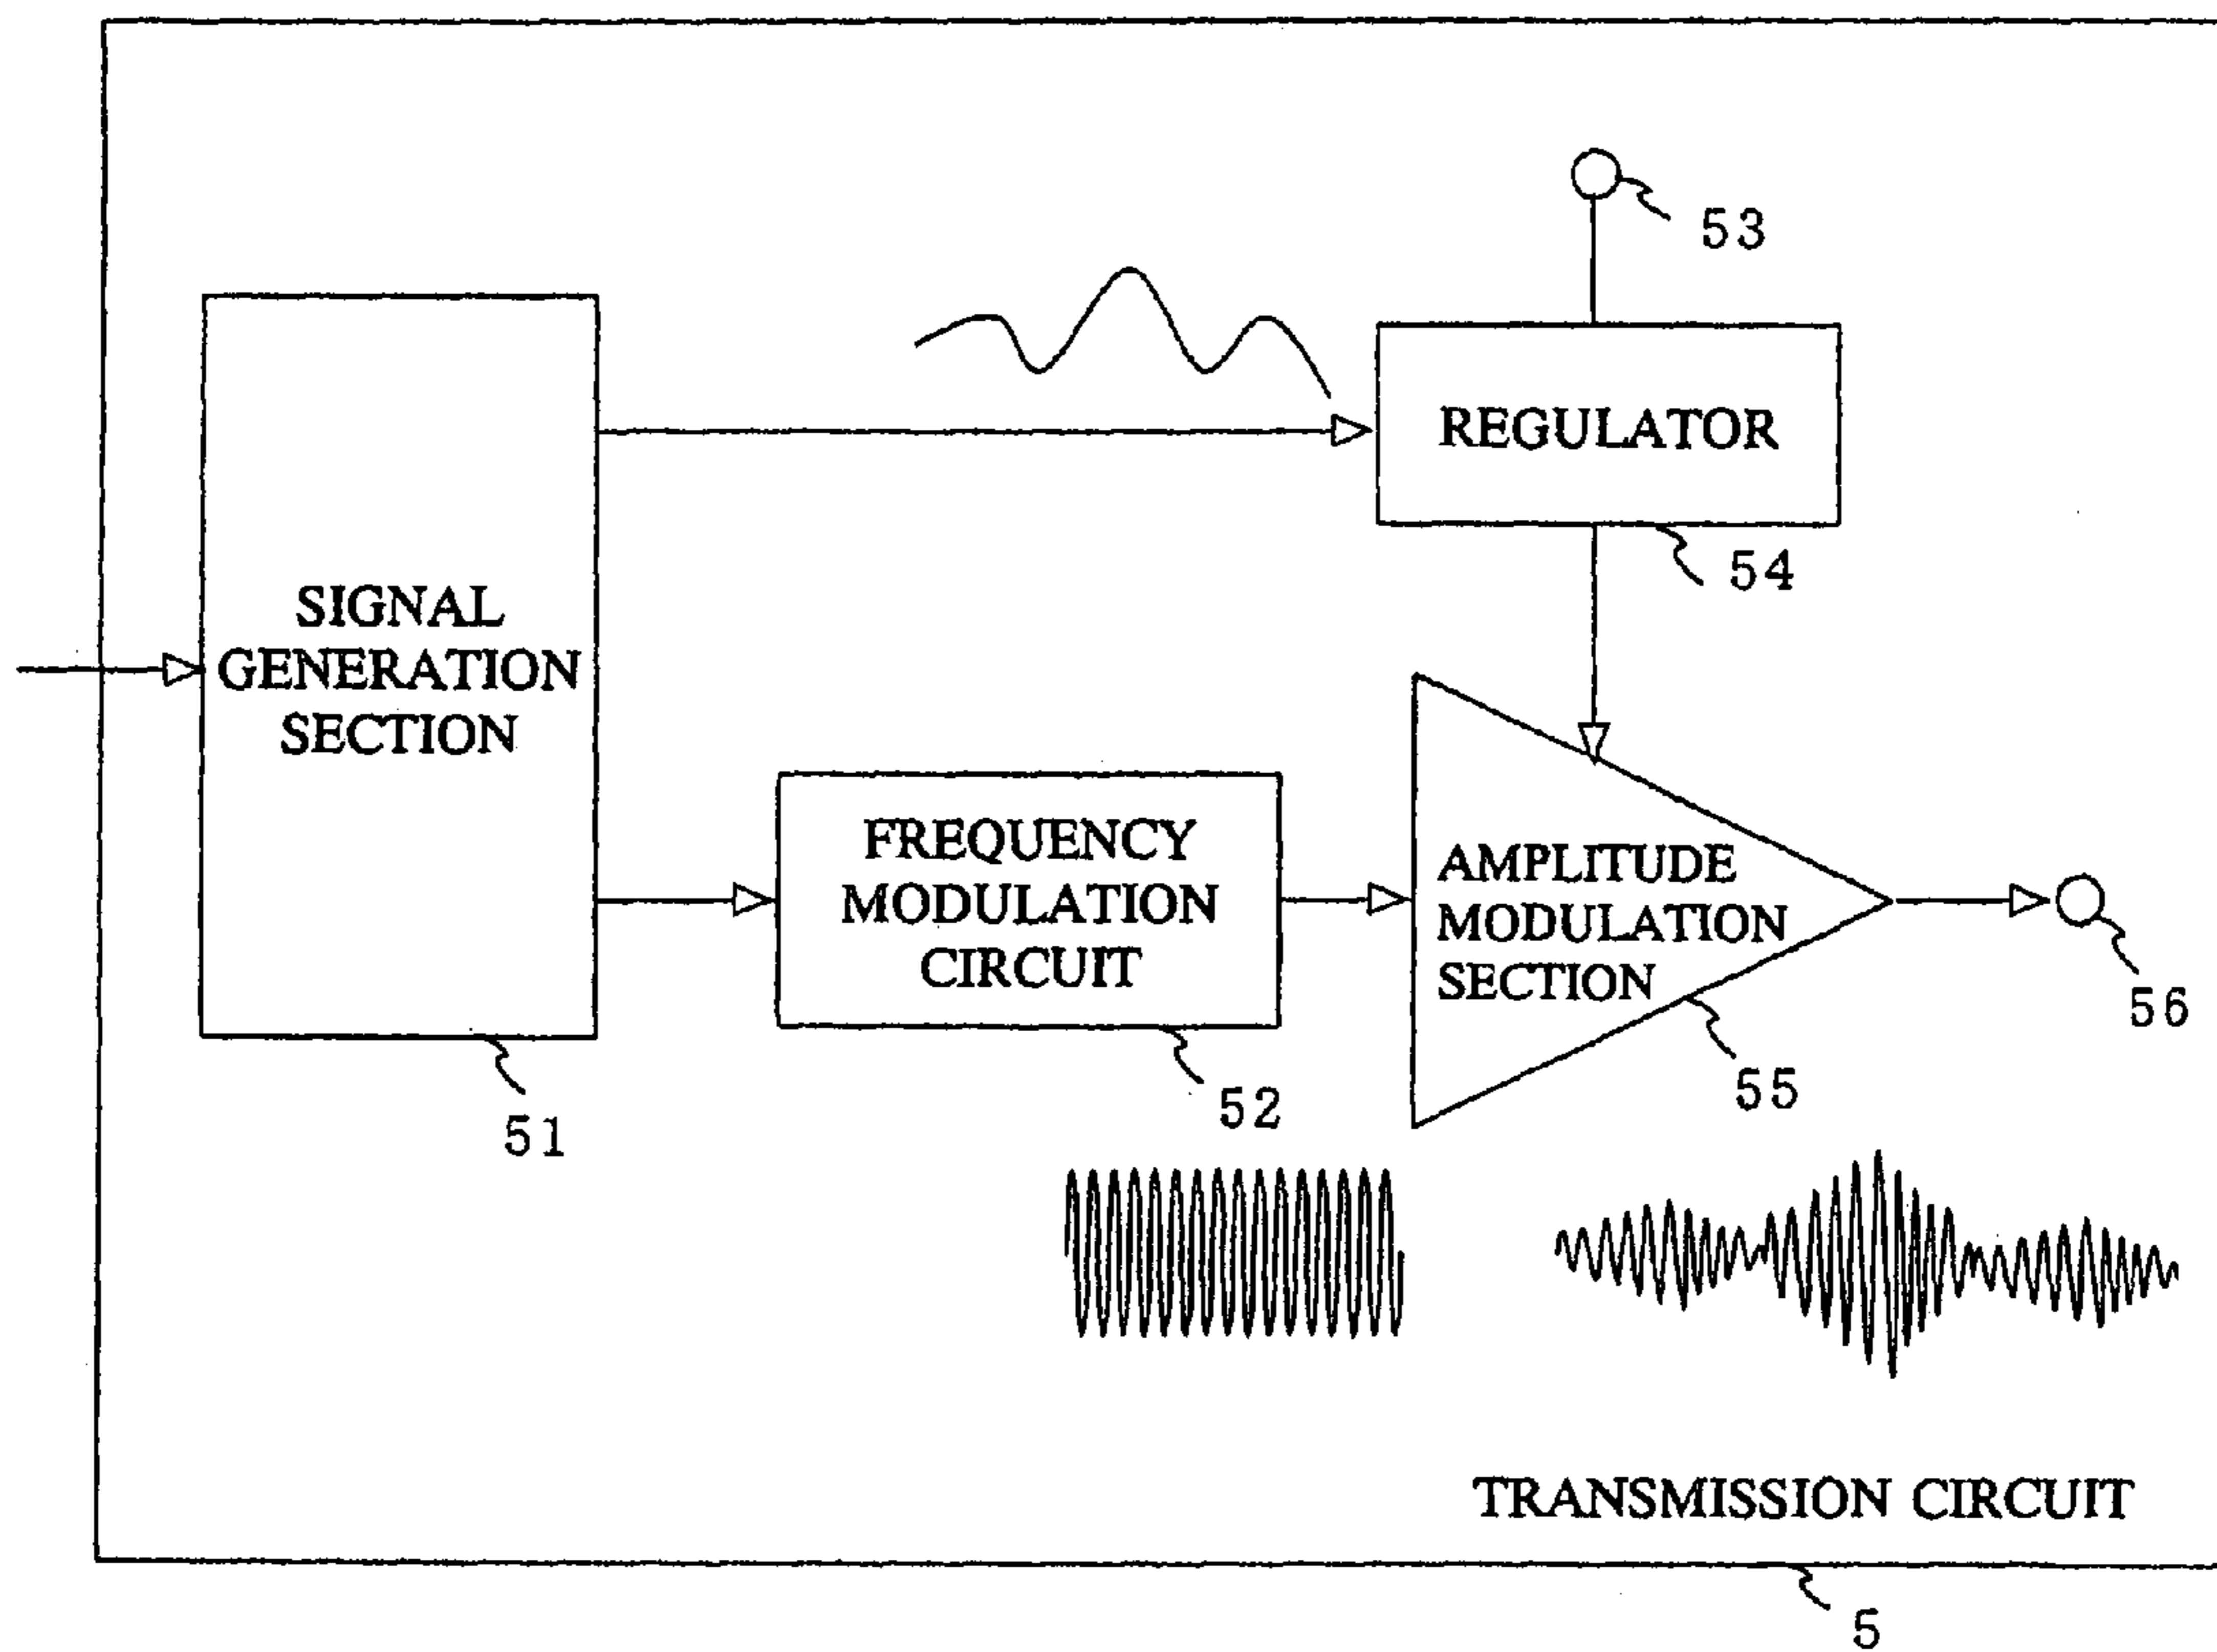 53
REGULATOR
54
SIGNAL
GENERATION
SECTION
51
FREQUENCY
MODULATION
CIRCUIT
52
AMPLITUDE
MODULATION
SECTION
55
56
TRANSMISSION CIRCUIT
5